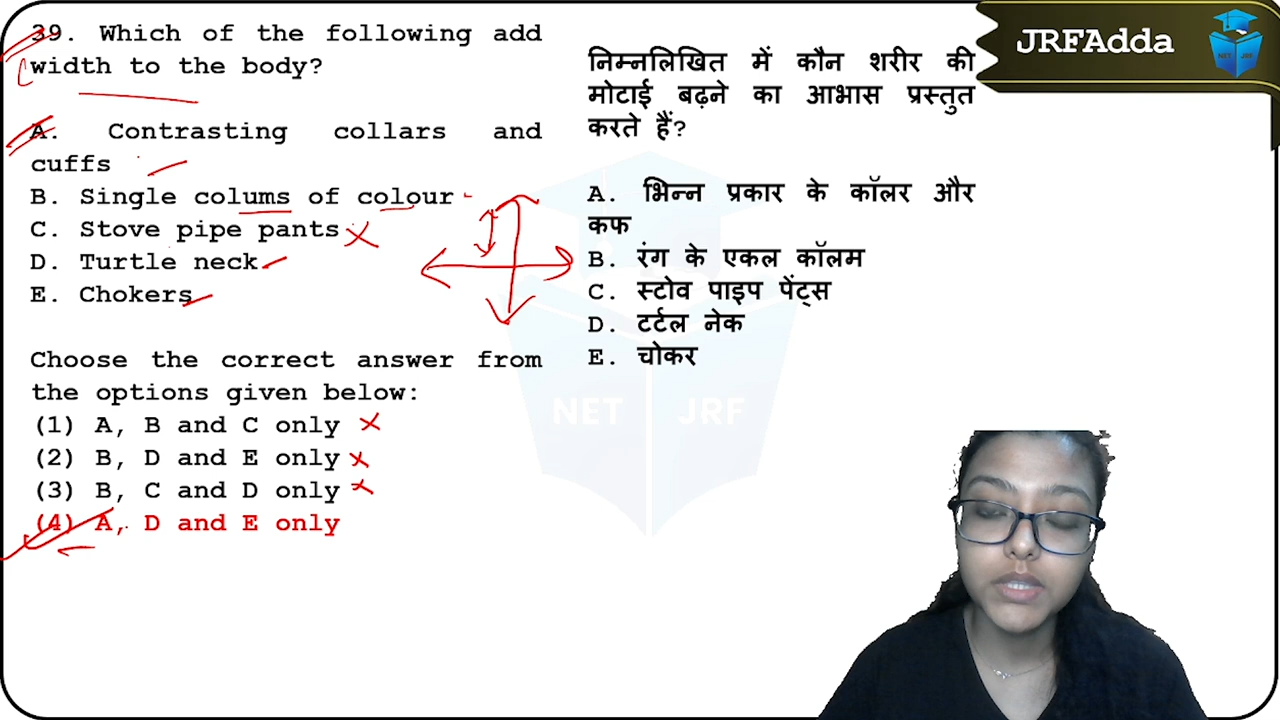 39. Which of the following add
width to the body?
A. Contrasting collars and
cuffs
B. Single colums of colour
C. Stove pipe pants
D. Turtle neck
E. Chokers
Choose the correct answer from
the options given below:
(1) A, B and C only
(2) B, D and E only
(3) B, C and D only
(4) A, D and E only
निम्नलिखित में कौन शरीर की
मोटाई बढ़ने का आभास प्रस्तुत
करते हैं?
A. भिन्न प्रकार के कॉलर और
कफ
B. रंग के एकल कॉलम
C. स्टोव पाइप पेंट्स
D. टर्टल नेक
E. चोकर
JRFAdda
NET JRF
NET JRF